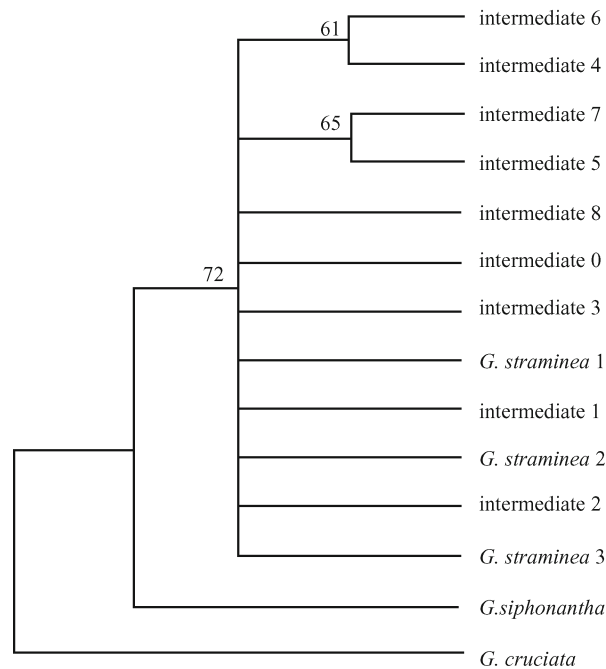 intermediate 6
61
intermediate 4
intermediate 7
65
intermediate 5
intermediate 8
intermediate 0
72
intermediate 3
G. straminea 1
intermediate 1
G. straminea 2
intermediate 2
G. straminea 3
G.siphonantha
G. cruciata